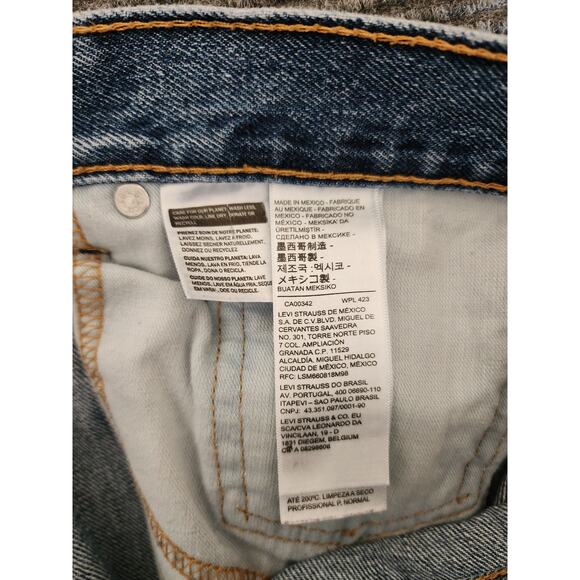 CARE FOR OUR PLANET: WASH LESS,
WASH COLD, LINE DRY, DONATE OR
RECYCLE
PRENEZ SOIN DE NOTRE PLANÈTE:
LAVEZ MOINS, LAVEZ À FROID.
LAISSEZ SÉCHER NATURELLEMENT.
DONNEZ OU RECYCLEZ
CUIDA NUESTRO PLANETA: LAVA
MENOS, LAVA EN FRÍO, TIENDE LA
ROPA, DONA O RECICLA.
CUIDE DO NOSSO PLANETA: LAVE
MENOS, LAVE EM ÁGUA FRIA, SEQUE
EM VARAL, DOE OU RECICLE
MADE IN MEXICO - FABRIQUE
AU MEXIQUE - FABRICADO EN
MÉXICO - FABRICADO NO
MÉXICO - MEKSIKA'DA
ÜRETİLMİŞTİR -
СДЕЛАНО В МЕКСИКЕ -
墨西哥制造 -
墨西哥製 -
제조국 :멕시코 -
メキシコ製 -
BUATAN MEKSIKO
CA00342 WPL 423
LEVI STRAUSS DE MÉXICO
S.A. DE C.V.BLVD. MIGUEL DE
CERVANTES SAAVEDRA
NO. 301, TORRE NORTE PISO
7 COL. AMPLIACIÓN
GRANADA C.P. 11529
ALCALDÍA. MIGUEL HIDALGO
CIUDAD DE MÉXICO, MÉXICO
RFC: LSM660818M98
LEVI STRAUSS DO BRASIL
AV. PORTUGAL, 400 06690-110
ITAPEVI – SAO PAULO BRASIL
CNPJ: 43.351.097/0001-90
LEVI STRAUSS & CO. EU
SCA/CVA LEONARDO DA
VINCILAAN, 19 - D
1831 DIEGEM, BELGIUM
A 08298606
ATÉ 200ºC. LIMPEZA A SECO
PROFISSIONAL P. NORMAL